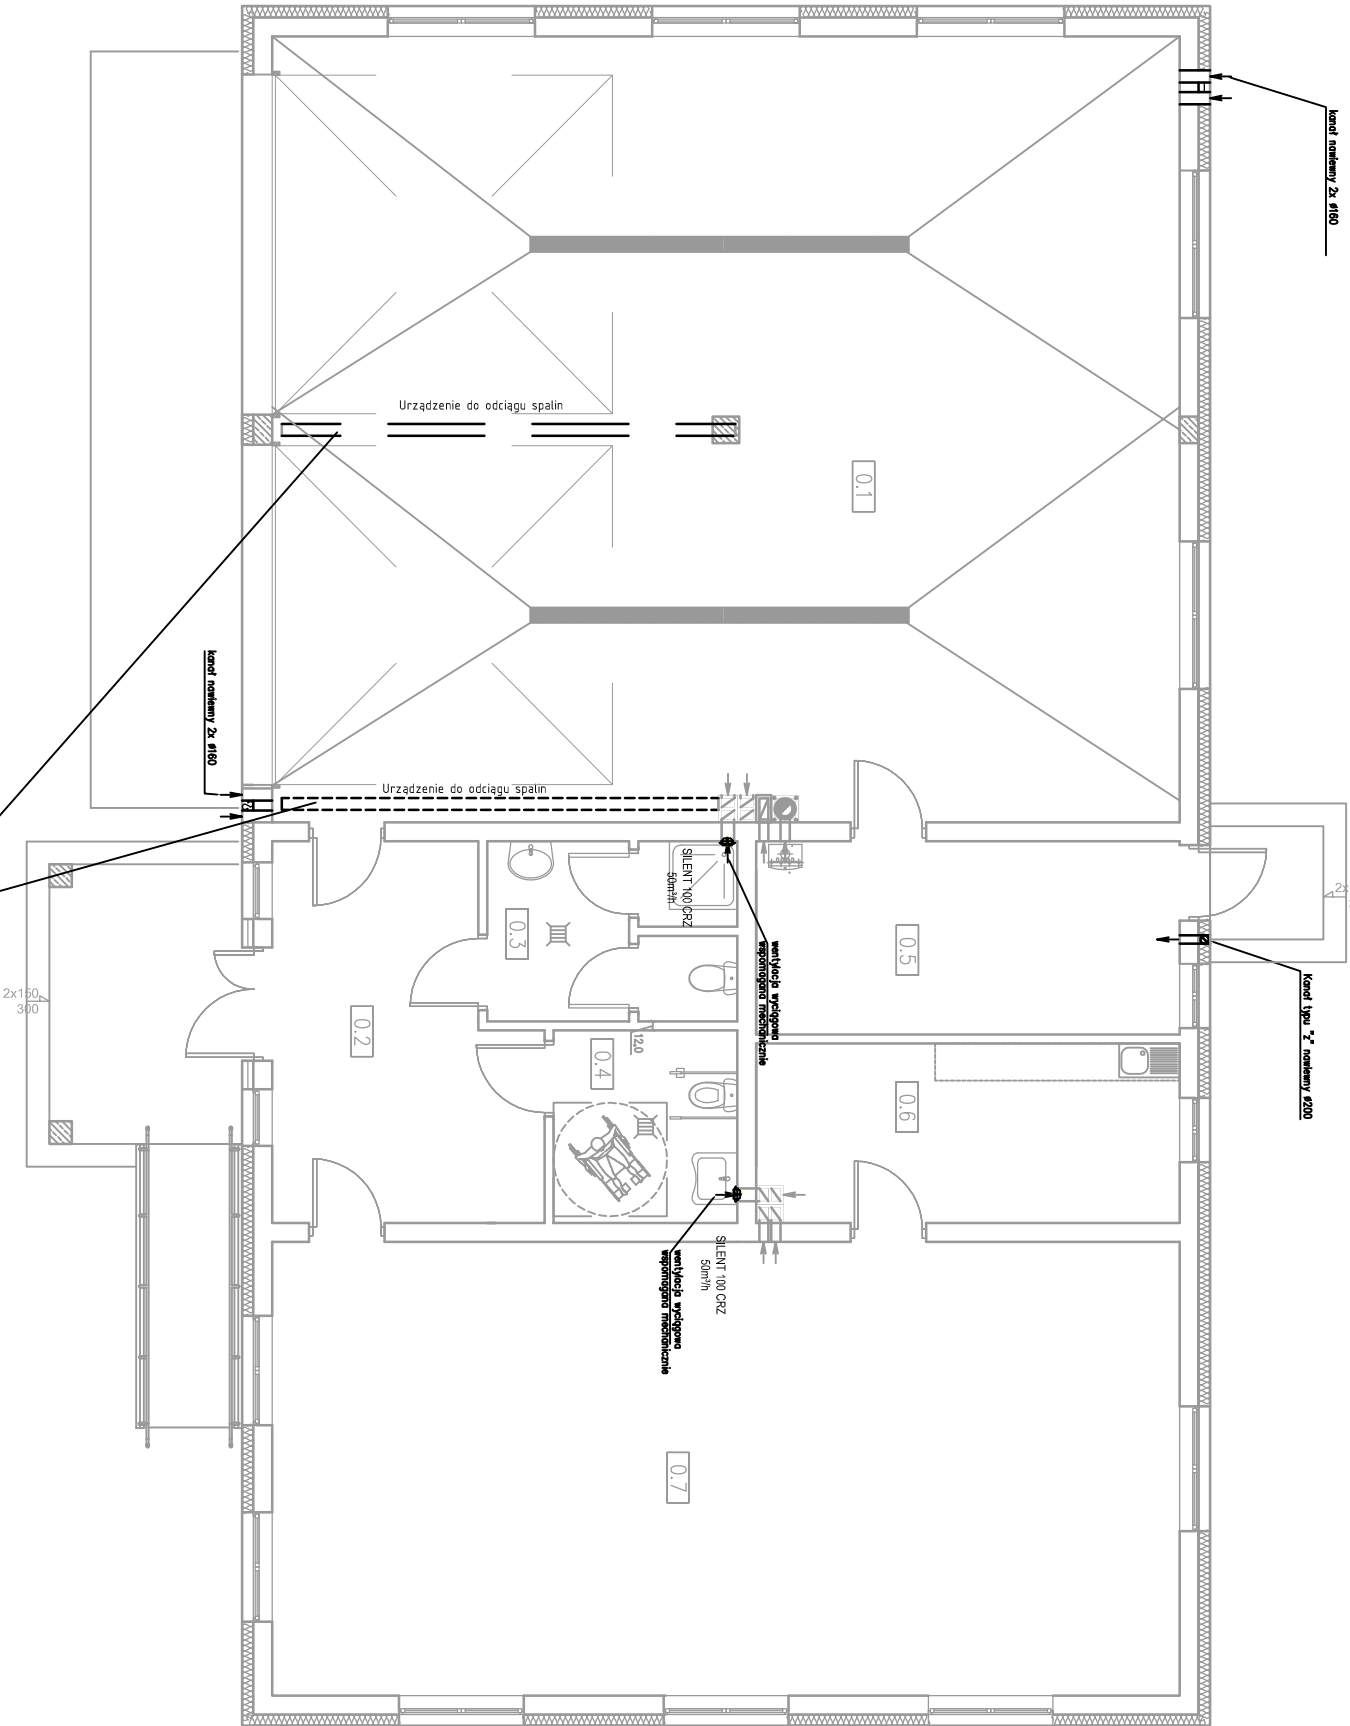 kanał nawiewny 2x ø160
Urządzenie do odciągu spalin
0.1
kanał nawiewny 2x ø160
Urządzenie do odciągu spalin
SILENT 100 CRZ
50m³/h
2x
0.3
0.5
wentylacja wyciągowa
wspomagana mechanicznie
Kanał typu "z" nawiewny ø200
2x150
300
0.2
12,0
0.4
0.6
SILENT 100 CRZ
50m³/h
wentylacja wyciągowa
wspomagana mechanicznie
0.7